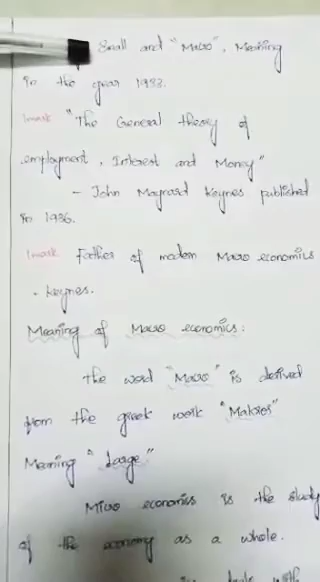 Small and "Macro", Meaning
in the year 1933.
1mark "The General theory of
employment, Interest and Money"
- John Maynard Keynes published
in 1936.
1mark Father of modern Macro economics
- Keynes.
Meaning of Macro economics:
The word "Macro" is derived
from the greek work "Makros"
Meaning "Large"
Micro economics is the study
of the economy as a whole.